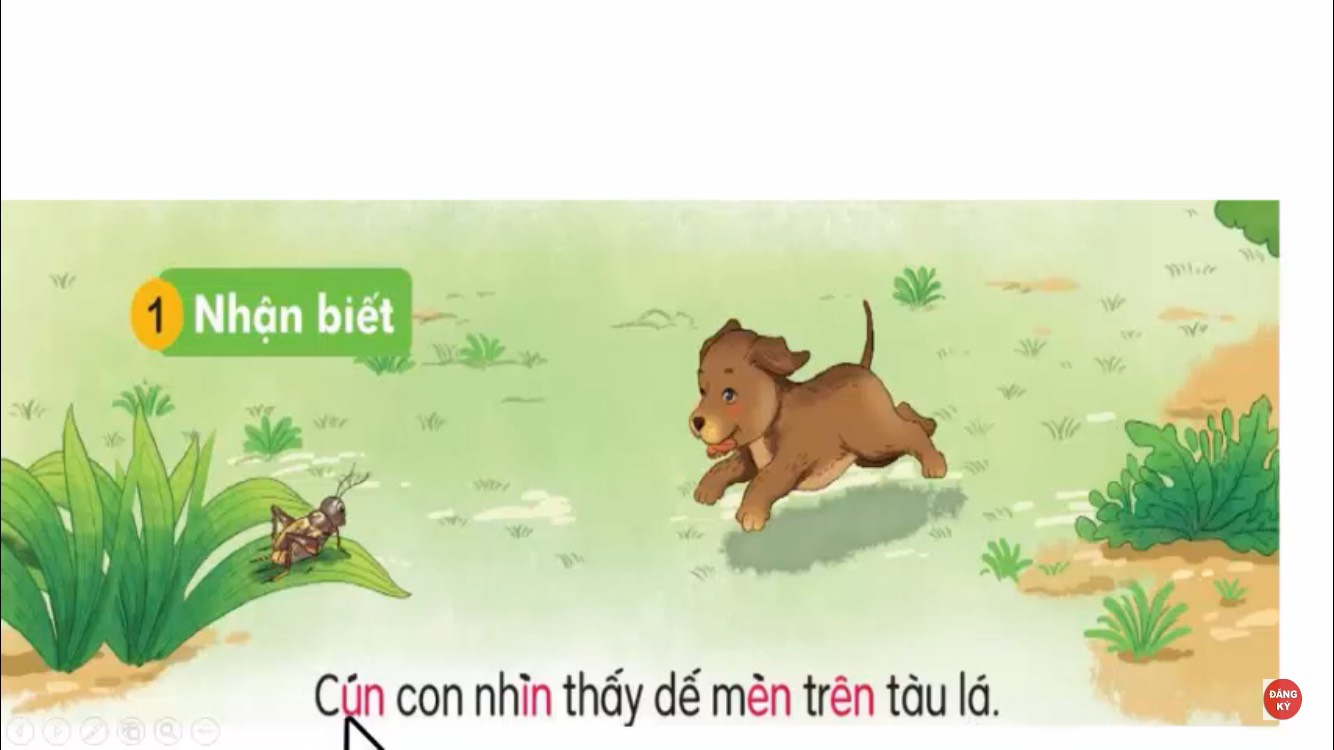 1 Nhận biết
Cún con nhìn thấy dế mèn trên tàu lá.
ĐĂNG
KÝ